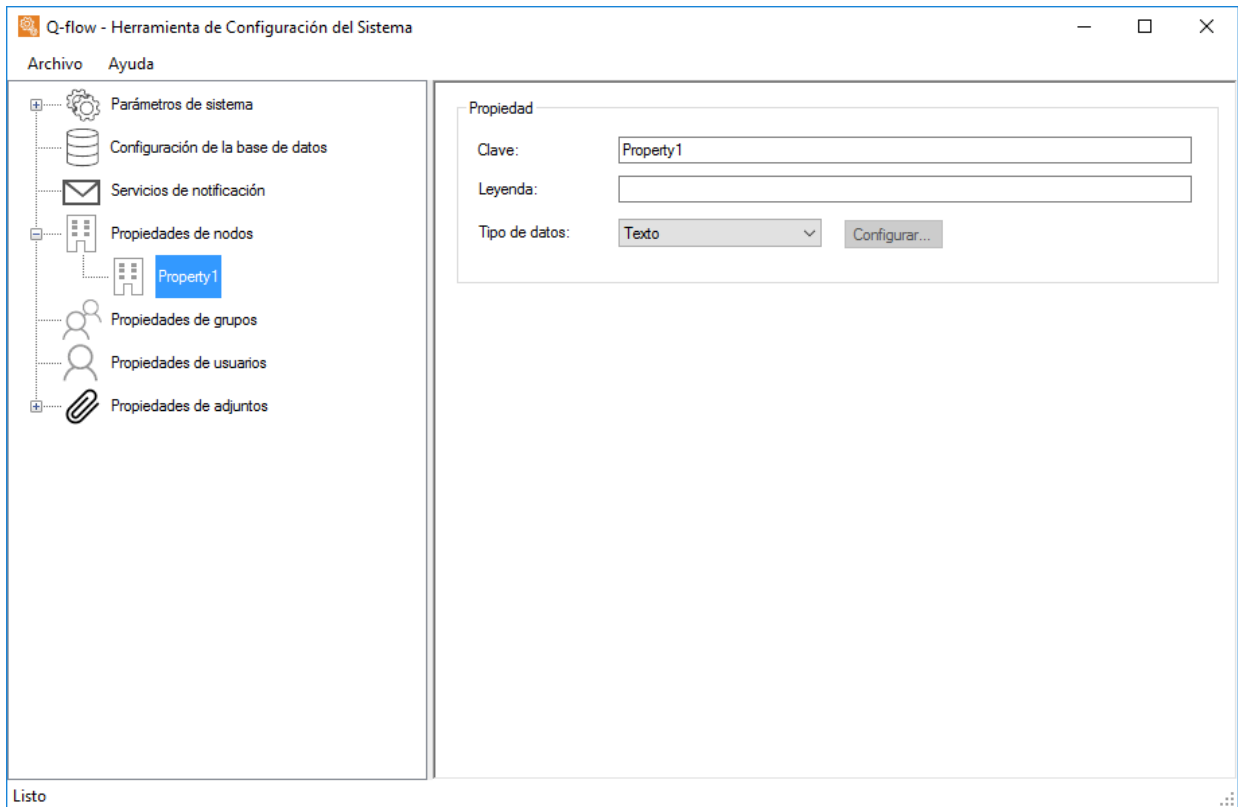 Q-flow - Herramienta de Configuración del Sistema
Archivo Ayuda
Parámetros de sistema
Configuración de la base de datos
Servicios de notificación
Propiedades de nodos
Property1
Propiedades de grupos
Propiedades de usuarios
Propiedades de adjuntos
Propiedad
Clave: Property1
Leyenda:
Tipo de datos: Texto Configurar...
Listo